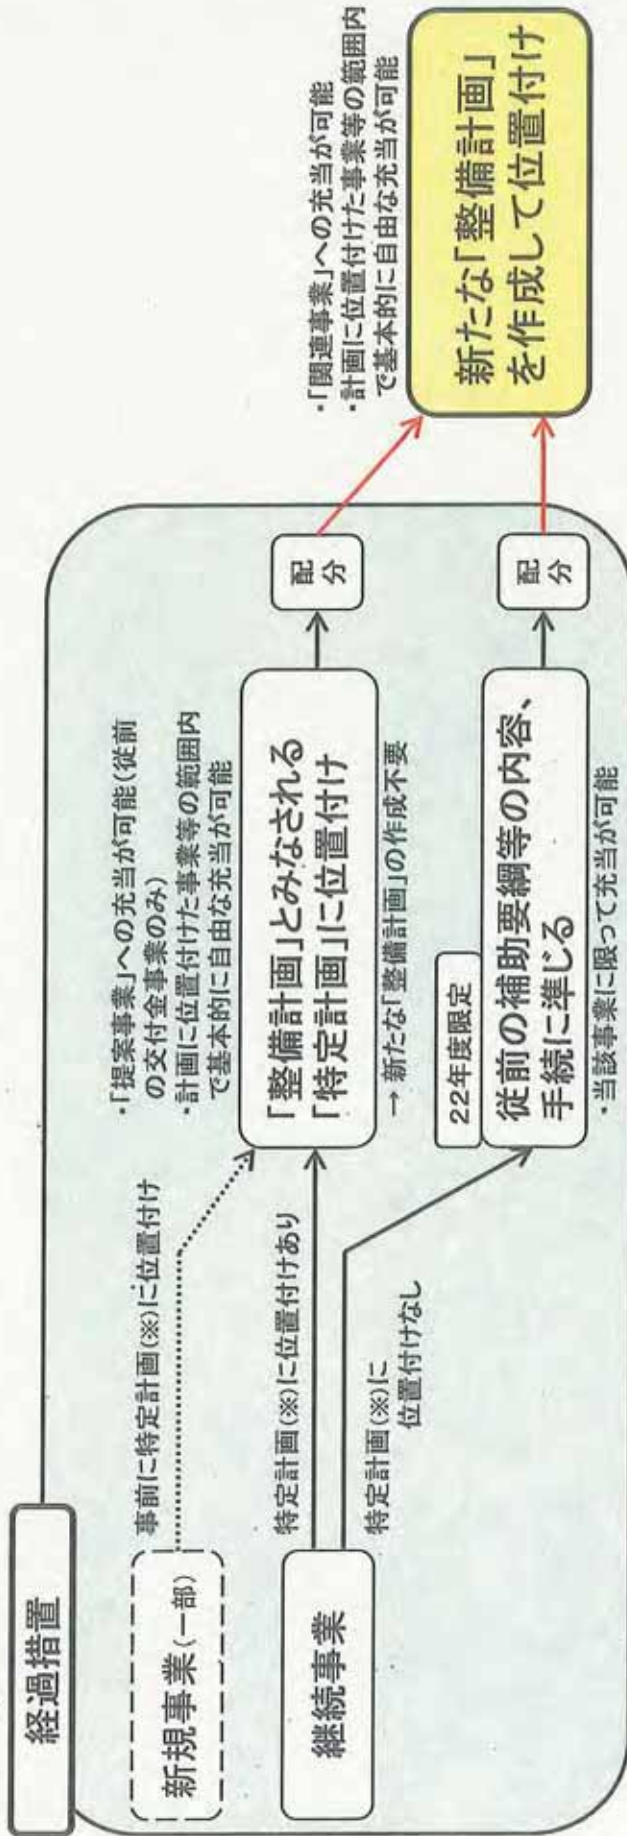 経過措置
新規事業(一部)
事前に特定計画(※)に位置付け
継続事業
特定計画(※)に位置付けあり
特定計画(※)に
位置付けなし
・「提案事業」への充当が可能(従前
の交付金事業のみ)
・計画に位置付けた事業等の範囲内
で基本的に自由な充当が可能
「整備計画」とみなされる
「特定計画」に位置付け
→ 新たな「整備計画」の作成不要
配分
22年度限定
従前の補助要綱等の内容、
手続に準じる
・当該事業に限って充当が可能
配分
・「関連事業」への充当が可能
・計画に位置付けた事業等の範囲内
で基本的に自由な充当が可能
新たな「整備計画」
を作成して位置付け